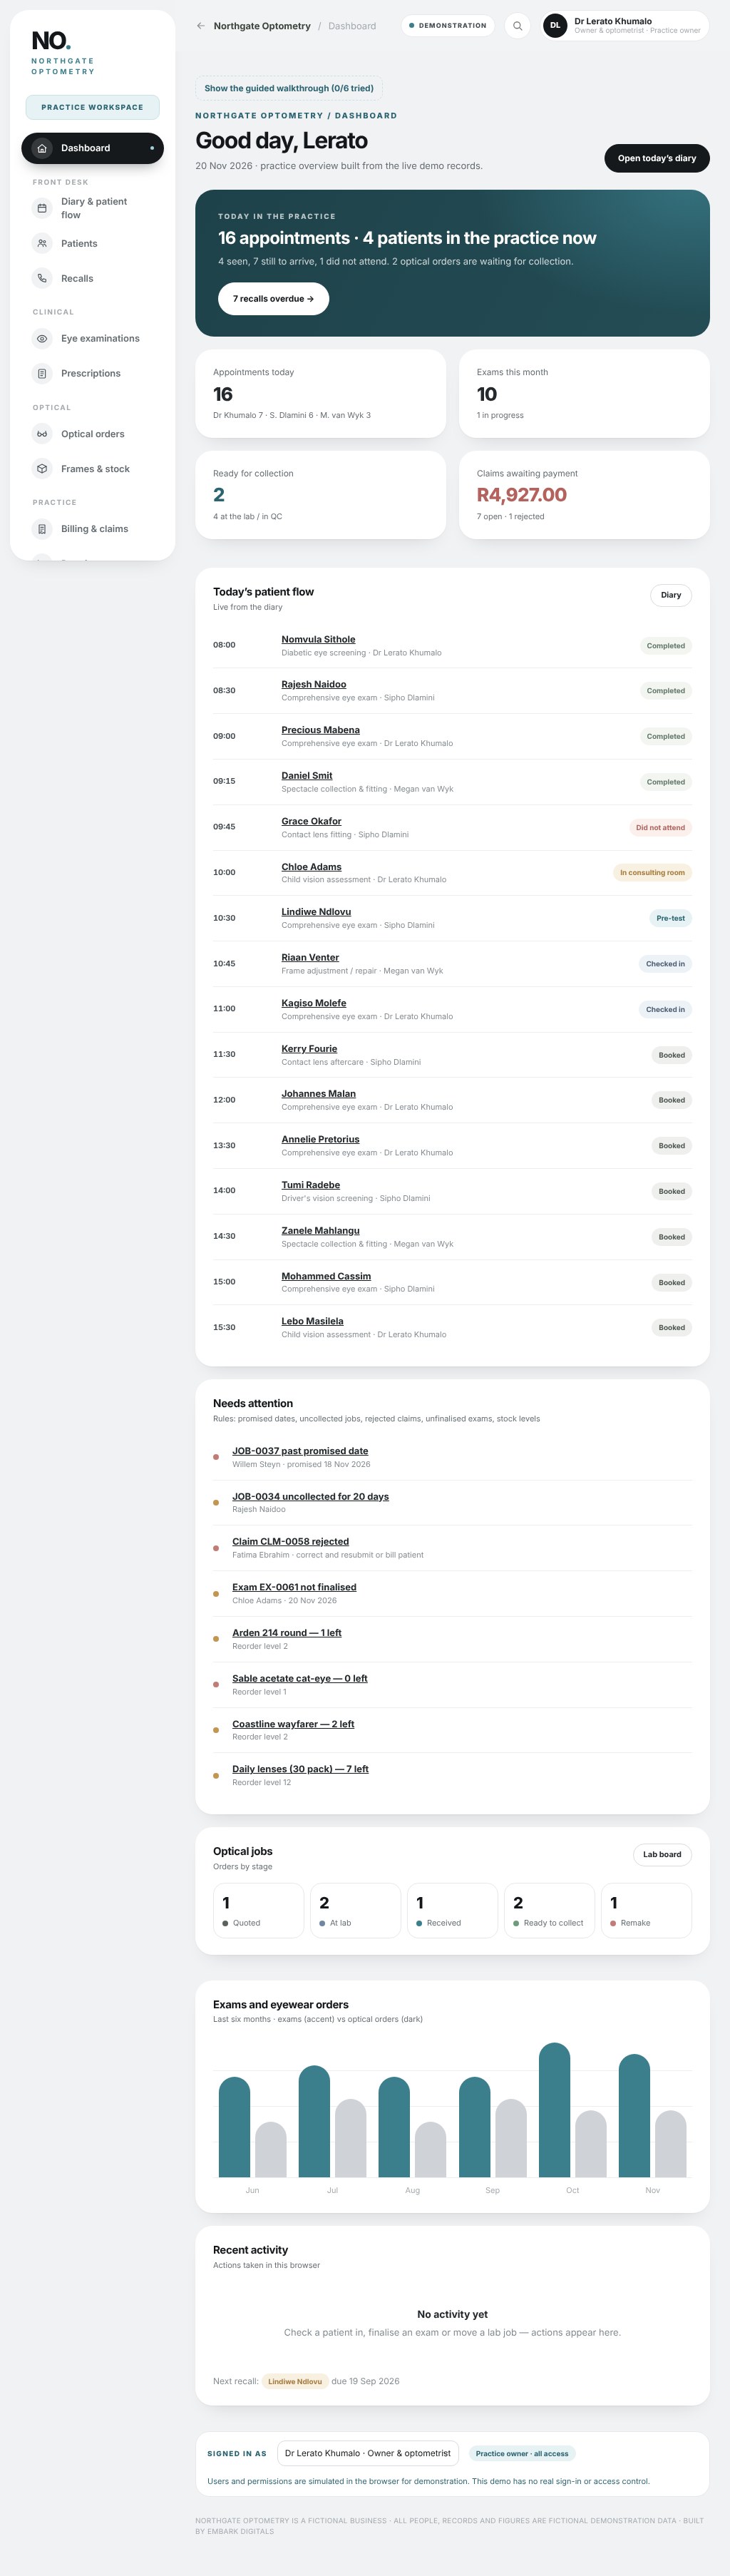 NO.
NORTHGATE
OPTOMETRY
PRACTICE WORKSPACE
Dashboard
FRONT DESK
Diary & patient
flow
Patients
Recalls
CLINICAL
Eye examinations
Prescriptions
OPTICAL
Optical orders
Frames & stock
PRACTICE
Billing & claims
← Northgate Optometry / Dashboard
DEMONSTRATION
DL
Dr Lerato Khumalo
Owner & optometrist · Practice owner
Show the guided walkthrough (0/6 tried)
NORTHGATE OPTOMETRY / DASHBOARD
Good day, Lerato
20 Nov 2026 · practice overview built from the live demo records.
Open today's diary
TODAY IN THE PRACTICE
16 appointments · 4 patients in the practice now
4 seen, 7 still to arrive, 1 did not attend. 2 optical orders are waiting for collection.
7 recalls overdue →
Appointments today
16
Dr Khumalo 7 · S. Dlamini 6 · M. van Wyk 3
Exams this month
10
1 in progress
Ready for collection
2
4 at the lab / in QC
Claims awaiting payment
R4,927.00
7 open · 1 rejected
Today's patient flow
Live from the diary
Diary
08:00
Nomvula Sithole
Diabetic eye screening · Dr Lerato Khumalo
Completed
08:30
Rajesh Naidoo
Comprehensive eye exam · Sipho Dlamini
Completed
09:00
Precious Mabena
Comprehensive eye exam · Dr Lerato Khumalo
Completed
09:15
Daniel Smit
Spectacle collection & fitting · Megan van Wyk
Completed
09:45
Grace Okafor
Contact lens fitting · Sipho Dlamini
Did not attend
10:00
Chloe Adams
Child vision assessment · Dr Lerato Khumalo
In consulting room
10:30
Lindiwe Ndlovu
Comprehensive eye exam · Sipho Dlamini
Pre-test
10:45
Riaan Venter
Frame adjustment / repair · Megan van Wyk
Checked in
11:00
Kagiso Molefe
Comprehensive eye exam · Dr Lerato Khumalo
Checked in
11:30
Kerry Fourie
Contact lens aftercare · Sipho Dlamini
Booked
12:00
Johannes Malan
Comprehensive eye exam · Dr Lerato Khumalo
Booked
13:30
Annelie Pretorius
Comprehensive eye exam · Dr Lerato Khumalo
Booked
14:00
Tumi Radebe
Driver's vision screening · Sipho Dlamini
Booked
14:30
Zanele Mahlangu
Spectacle collection & fitting · Megan van Wyk
Booked
15:00
Mohammed Cassim
Comprehensive eye exam · Sipho Dlamini
Booked
15:30
Lebo Masilela
Child vision assessment · Dr Lerato Khumalo
Booked
Needs attention
Rules: promised dates, uncollected jobs, rejected claims, unfinalised exams, stock levels
JOB-0037 past promised date
Willem Steyn · promised 18 Nov 2026
JOB-0034 uncollected for 20 days
Rajesh Naidoo
Claim CLM-0058 rejected
Fatima Ebrahim · correct and resubmit or bill patient
Exam EX-0061 not finalised
Chloe Adams · 20 Nov 2026
Arden 214 round — 1 left
Reorder level 2
Sable acetate cat-eye — 0 left
Reorder level 1
Coastline wayfarer — 2 left
Reorder level 2
Daily lenses (30 pack) — 7 left
Reorder level 12
Optical jobs
Orders by stage
Lab board
1
Quoted
2
At lab
1
Received
2
Ready to collect
1
Remake
Exams and eyewear orders
Last six months · exams (accent) vs optical orders (dark)
Jun Jul Aug Sep Oct Nov
Recent activity
Actions taken in this browser
No activity yet
Check a patient in, finalise an exam or move a lab job — actions appear here.
Next recall: Lindiwe Ndlovu due 19 Sep 2026
SIGNED IN AS Dr Lerato Khumalo · Owner & optometrist Practice owner · all access
Users and permissions are simulated in the browser for demonstration. This demo has no real sign-in or access control.
NORTHGATE OPTOMETRY IS A FICTIONAL BUSINESS · ALL PEOPLE, RECORDS AND FIGURES ARE FICTIONAL DEMONSTRATION DATA · BUILT
BY EMBARK DIGITALS